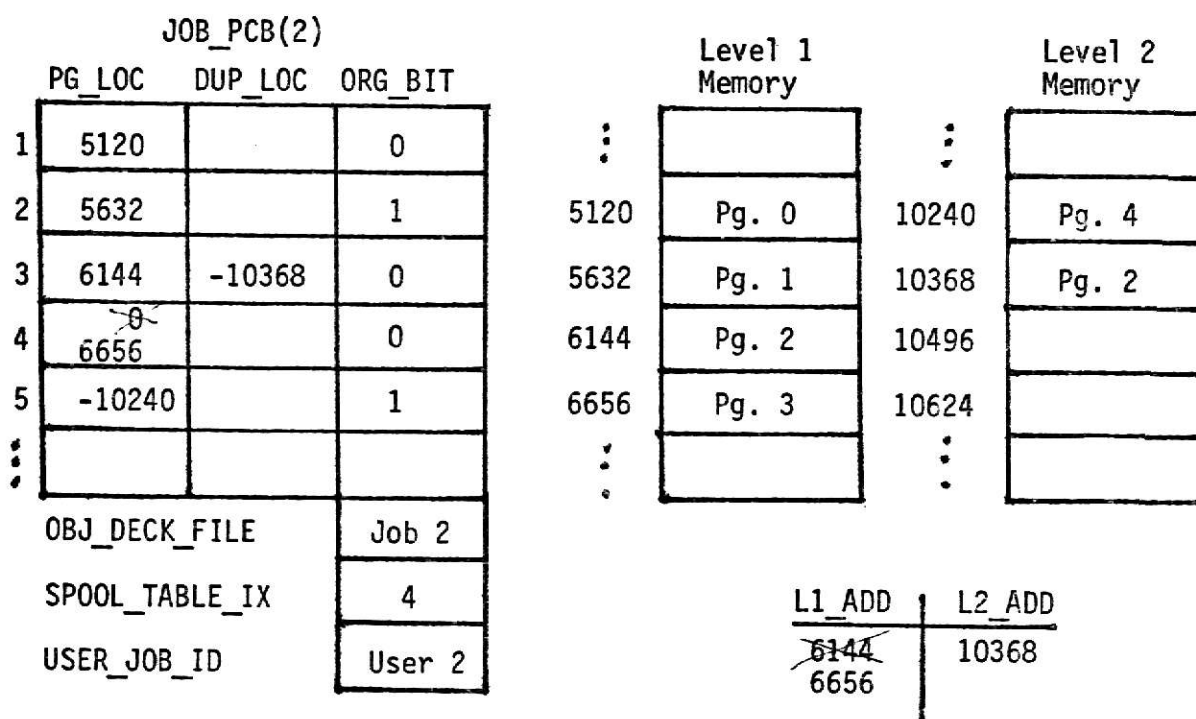 JOB_PCB(2)
PG_LOC DUP_LOC ORG_BIT
1 5120 0
2 5632 1
3 6144 -10368 0
4 0 6656 0
5 -10240 1
OBJ_DECK_FILE Job 2
SPOOL_TABLE_IX 4
USER_JOB_ID User 2
Level 1
Memory
5120 Pg. 0
5632 Pg. 1
6144 Pg. 2
6656 Pg. 3
Level 2
Memory
10240 Pg. 4
10368 Pg. 2
10496
10624
L1_ADD L2_ADD
6144 10368
6656